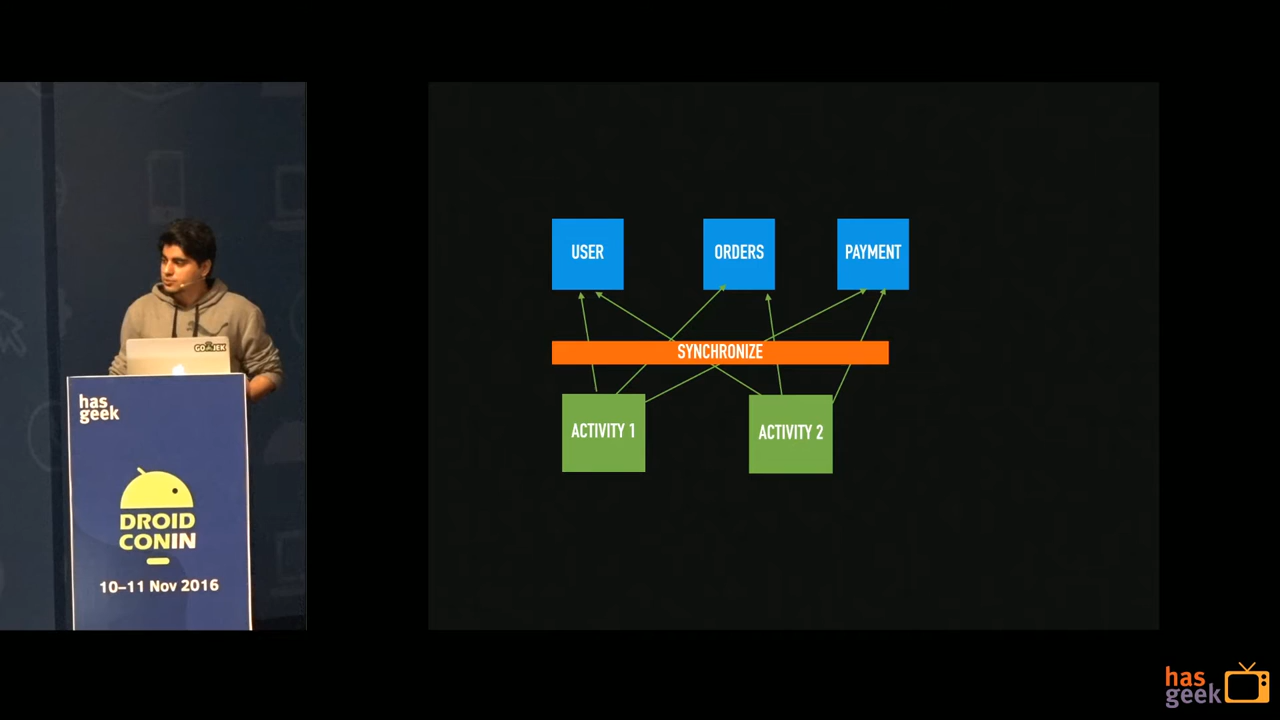 USER
ORDERS
PAYMENT
SYNCHRONIZE
ACTIVITY 1
ACTIVITY 2
GOJEK
has
geek
DROID
CONIN
10–11 Nov 2016
has
geek